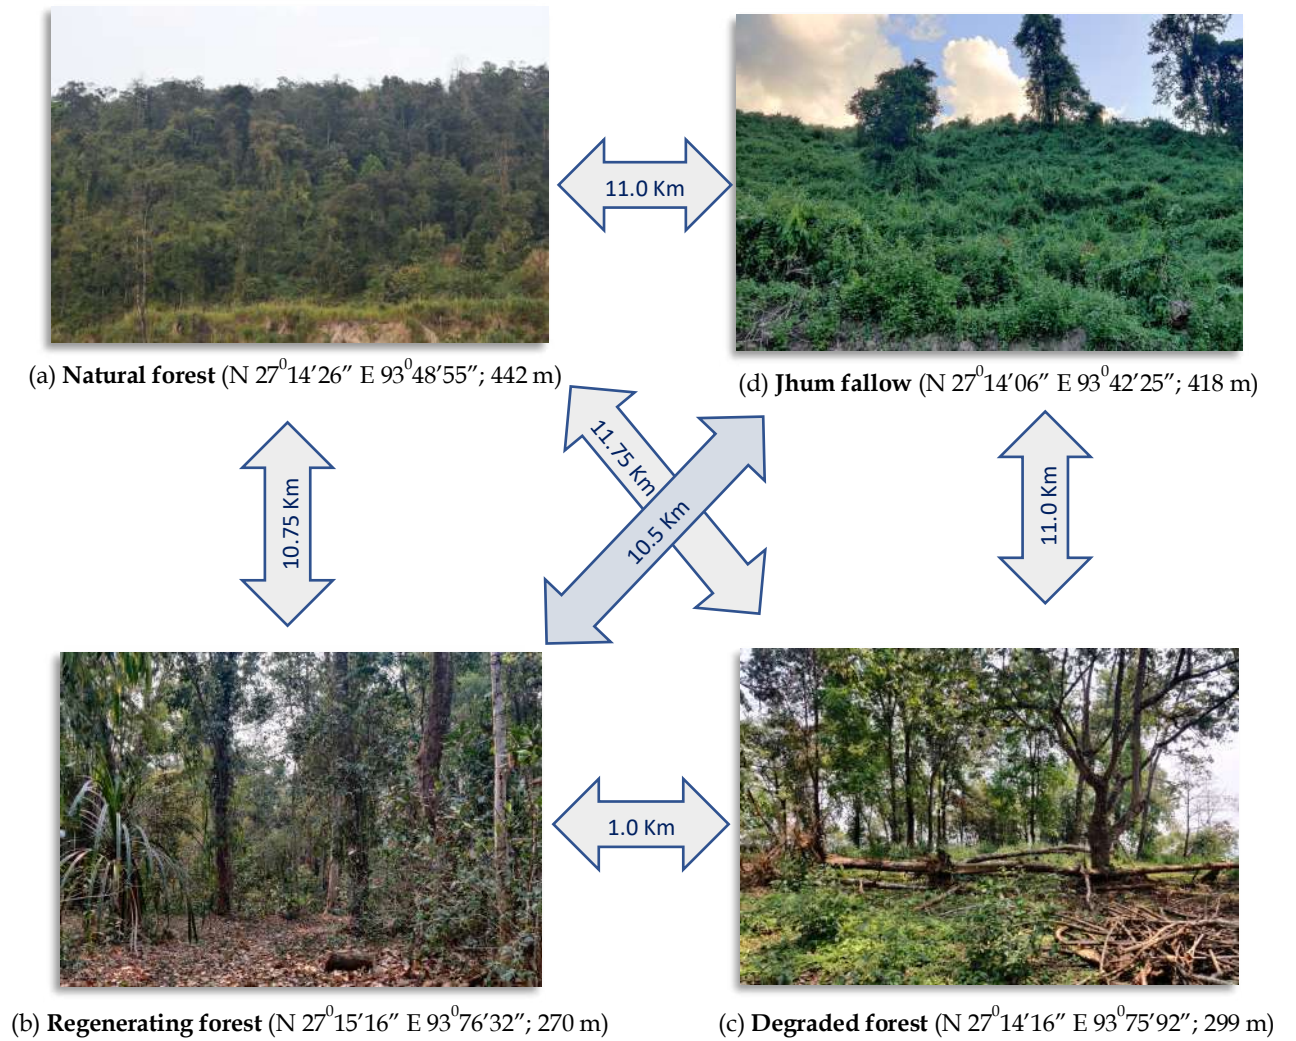 11.0 Km
(a) Natural forest (N 27⁰14′26″ E 93⁰48′55″; 442 m)
(d) Jhum fallow (N 27⁰14′06″ E 93⁰42′25″; 418 m)
10.75 Km
11.75 Km
10.5 Km
11.0 Km
1.0 Km
(b) Regenerating forest (N 27⁰15′16″ E 93⁰76′32″; 270 m)
(c) Degraded forest (N 27⁰14′16″ E 93⁰75′92″; 299 m)